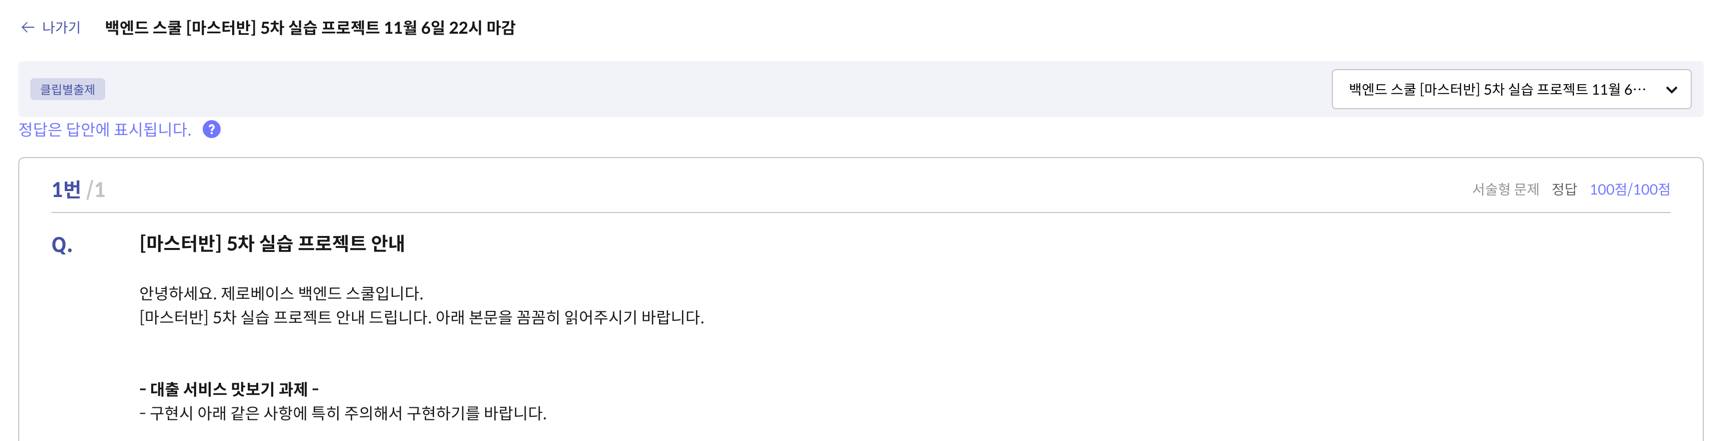 ← 나가기 백엔드 스쿨 [마스터반] 5차 실습 프로젝트 11월 6일 22시 마감
클립별출제 백엔드 스쿨 [마스터반] 5차 실습 프로젝트 11월 6…
정답은 답안에 표시됩니다. ?
1번 /1 서술형 문제 정답 100점/100점
Q. [마스터반] 5차 실습 프로젝트 안내
안녕하세요. 제로베이스 백엔드 스쿨입니다.
[마스터반] 5차 실습 프로젝트 안내 드립니다. 아래 본문을 꼼꼼히 읽어주시기 바랍니다.
- 대출 서비스 맛보기 과제 -
- 구현시 아래 같은 사항에 특히 주의해서 구현하기를 바랍니다.